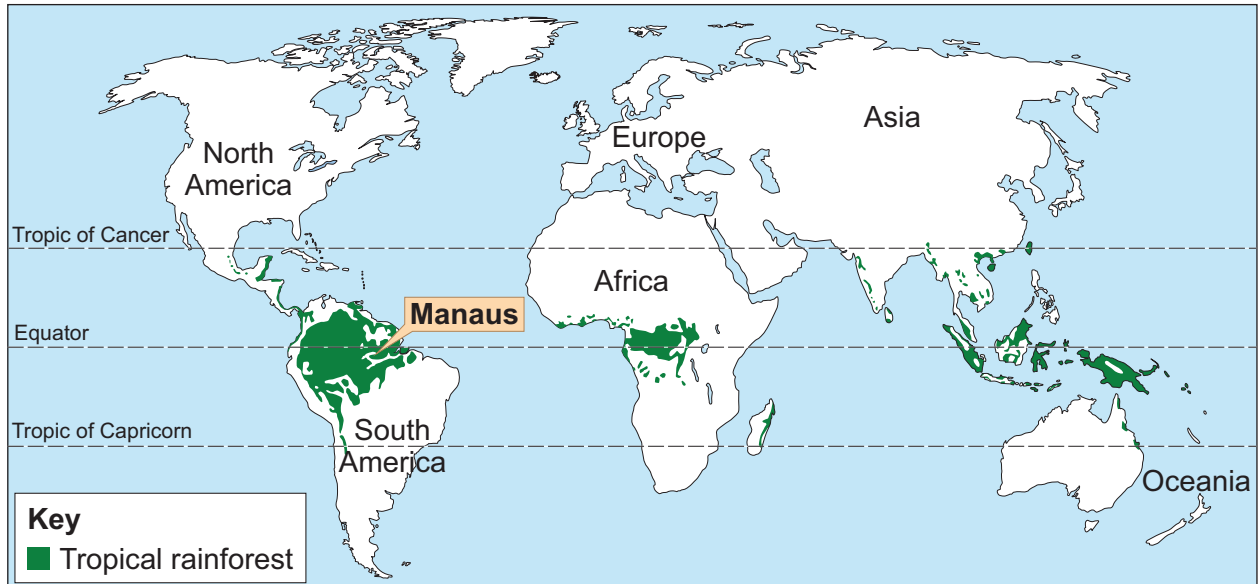 North
America
Europe
Asia
Tropic of Cancer
Africa
Manaus
Equator
Tropic of Capricorn
South
America
Oceania
Key
Tropical rainforest